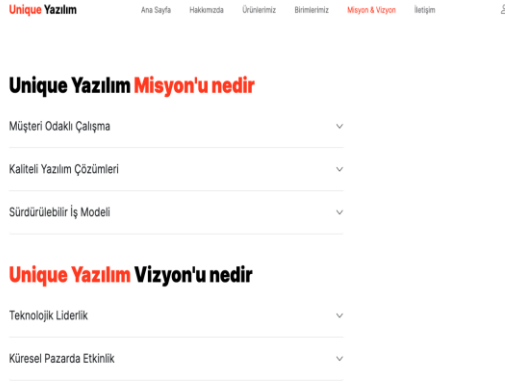 Unique Yazılım Ana Sayfa Hakkımızda Ürünlerimiz Birimlerimiz Misyon & Vizyon İletişim
Unique Yazılım Misyon'u nedir
Müşteri Odaklı Çalışma
Kaliteli Yazılım Çözümleri
Sürdürülebilir İş Modeli
Unique Yazılım Vizyon'u nedir
Teknolojik Liderlik
Küresel Pazarda Etkinlik